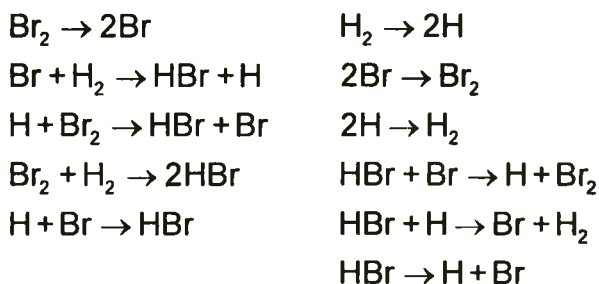 Br₂ → 2Br
Br + H₂ → HBr + H
H + Br₂ → HBr + Br
Br₂ + H₂ → 2HBr
H + Br → HBr
H₂ → 2H
2Br → Br₂
2H → H₂
HBr + Br → H + Br₂
HBr + H → Br + H₂
HBr → H + Br